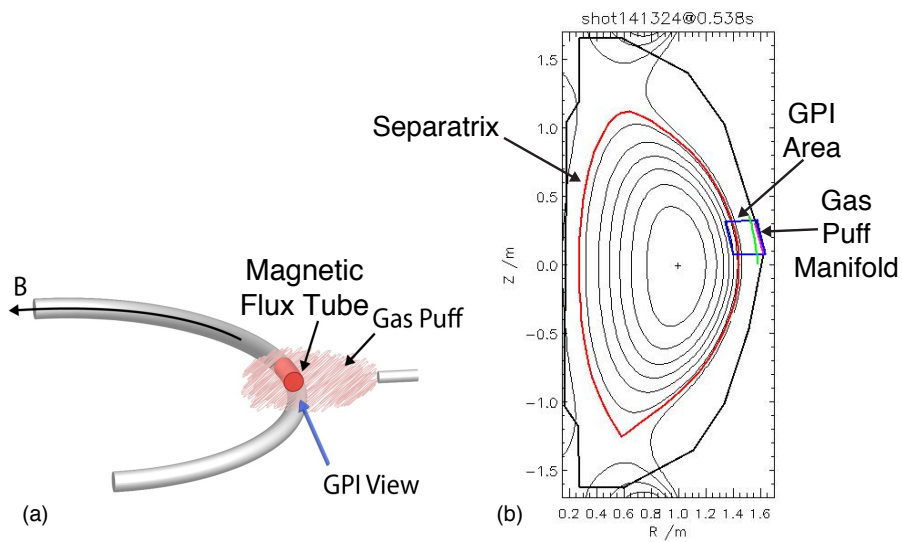 B
Magnetic
Flux Tube
Gas Puff
GPI View
(a)
shot141324@0.538s
Separatrix
GPI
Area
Gas
Puff
Manifold
1.5
1.0
0.5
0.0
−0.5
−1.0
−1.5
Z /m
0.2 0.4 0.6 0.8 1.0 1.2 1.4 1.6
R /m
(b)